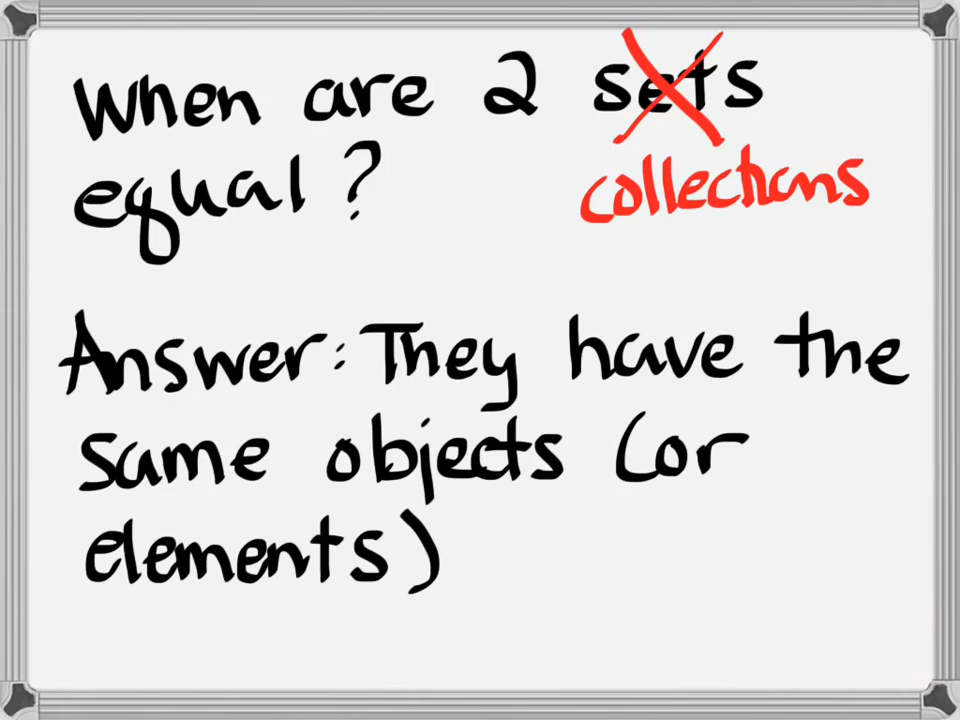 When are 2 sets
equal? collections
Answer: They have the
same objects (or
elements)